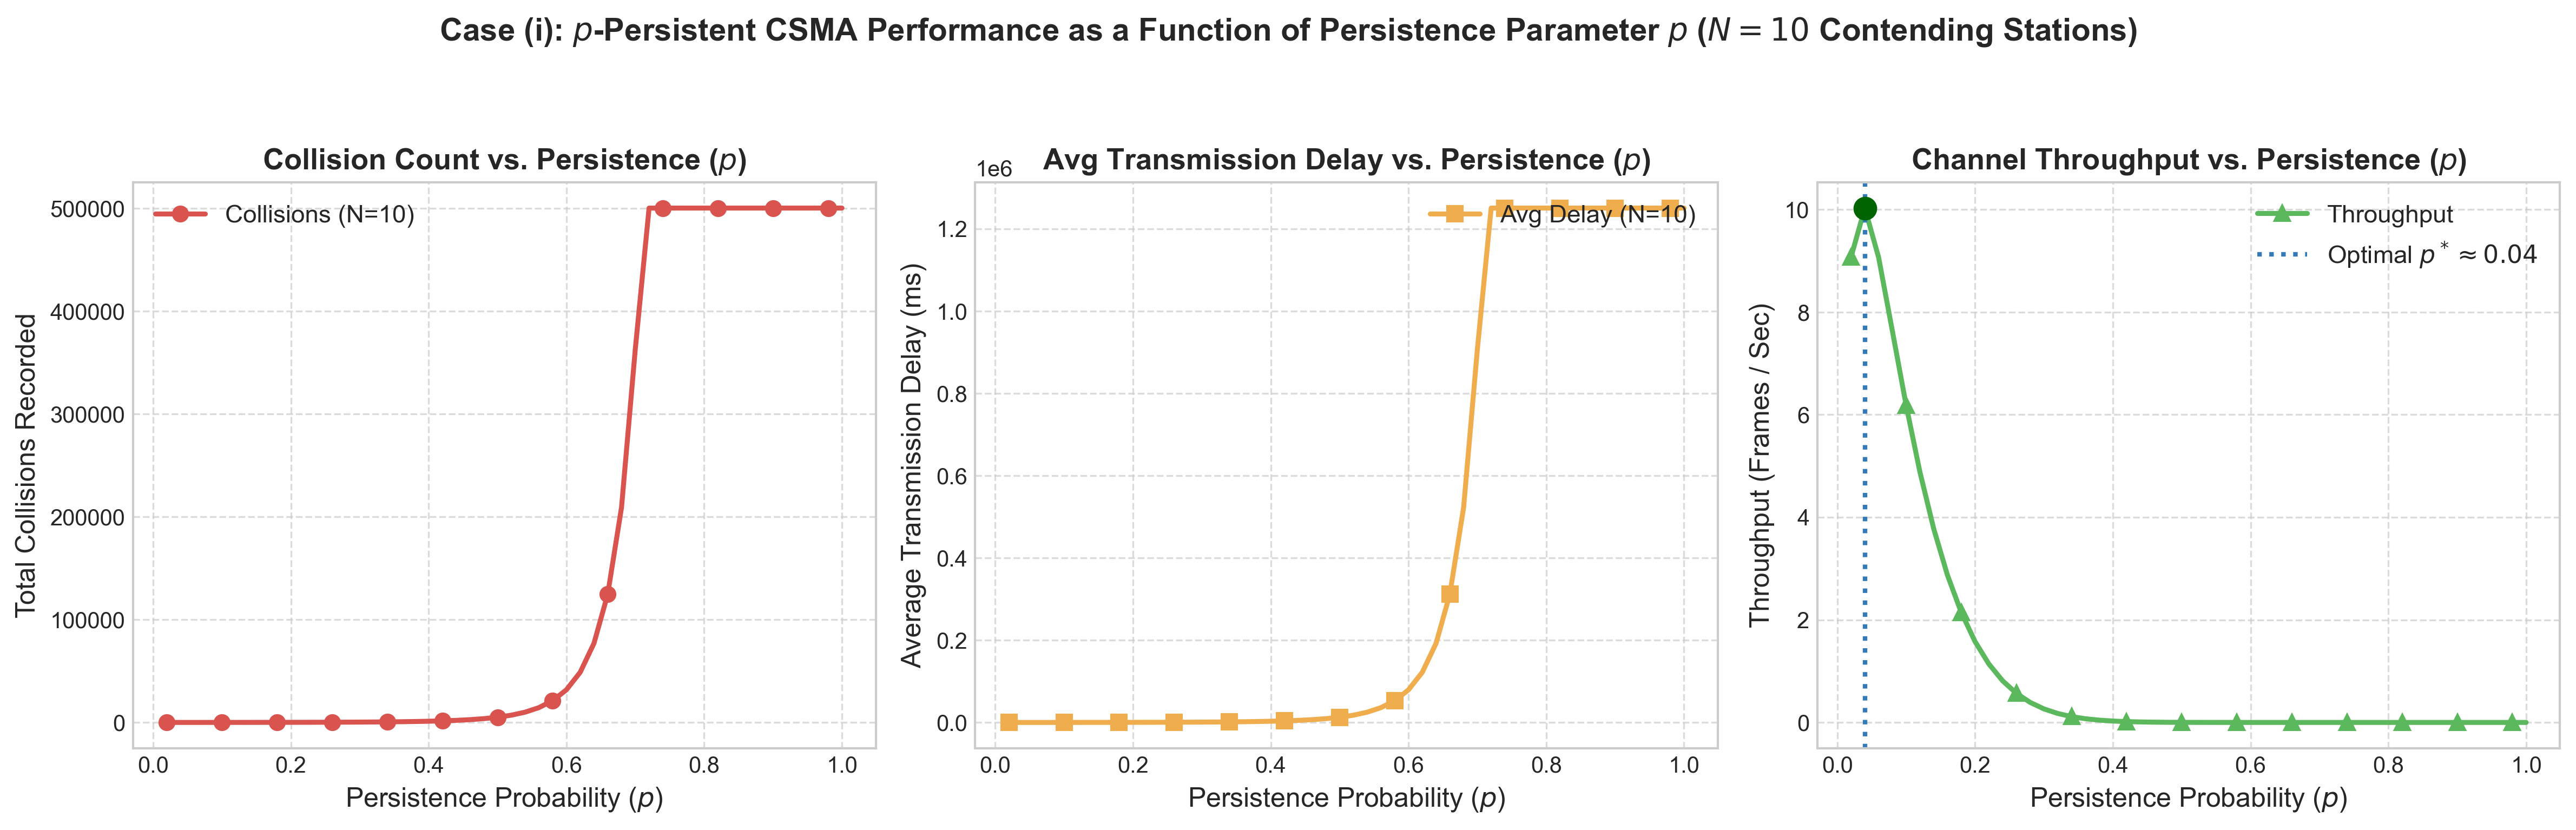 Case (i): p-Persistent CSMA Performance as a Function of Persistence Parameter p (N = 10 Contending Stations)
Collision Count vs. Persistence (p)
500000
400000
300000
200000
100000
0
Total Collisions Recorded
Collisions (N=10)
0.0 0.2 0.4 0.6 0.8 1.0
Persistence Probability (p)
Avg Transmission Delay vs. Persistence (p)
1e6
1.2
1.0
0.8
0.6
0.4
0.2
0.0
Average Transmission Delay (ms)
Avg Delay (N=10)
0.0 0.2 0.4 0.6 0.8 1.0
Persistence Probability (p)
Channel Throughput vs. Persistence (p)
10
8
6
4
2
0
Throughput (Frames / Sec)
Throughput
Optimal p* ≈ 0.04
0.0 0.2 0.4 0.6 0.8 1.0
Persistence Probability (p)